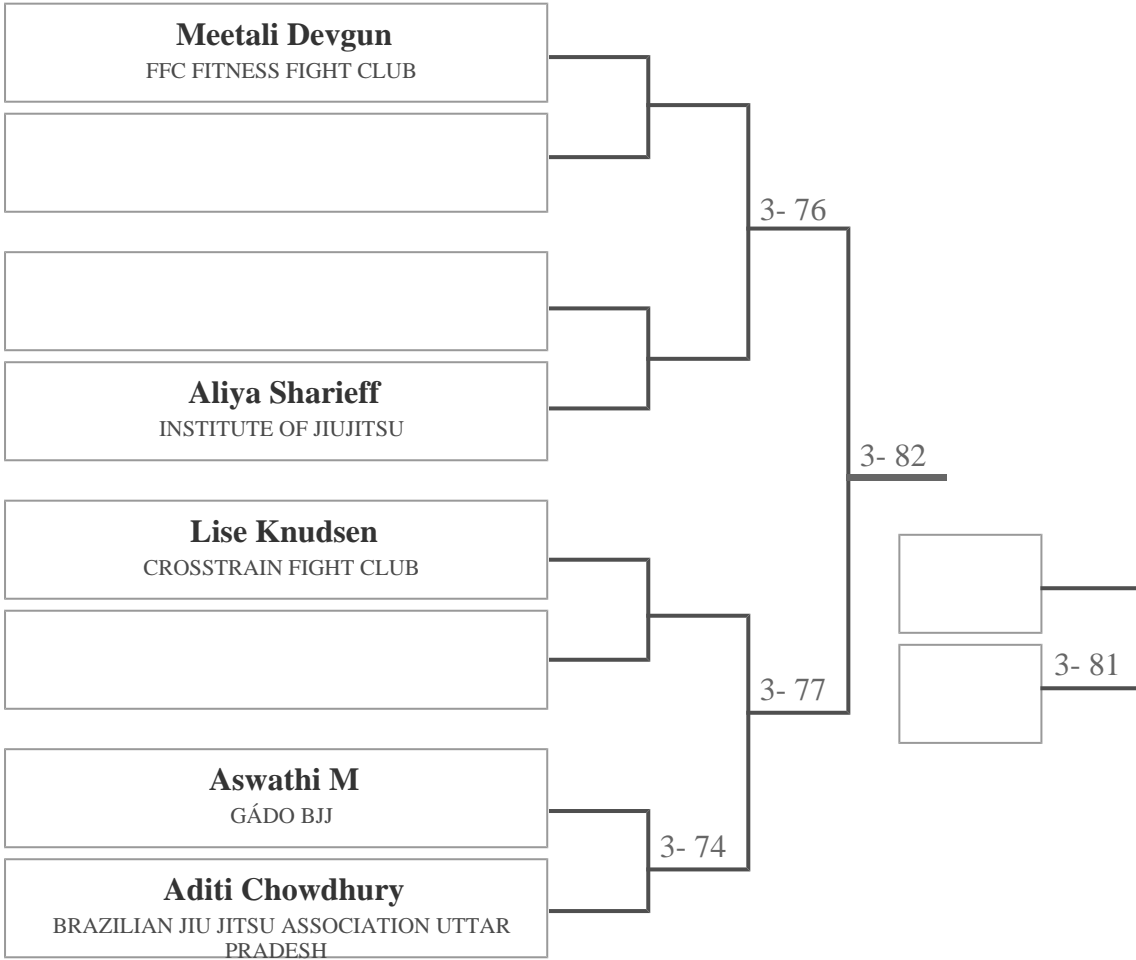 Meetali Devgun
FFC FITNESS FIGHT CLUB
3- 76
Aliya Sharieff
INSTITUTE OF JIUJITSU
3- 82
Lise Knudsen
CROSSTRAIN FIGHT CLUB
3- 81
3- 77
Aswathi M
GÁDO BJJ
3- 74
Aditi Chowdhury
BRAZILIAN JIU JITSU ASSOCIATION UTTAR
PRADESH